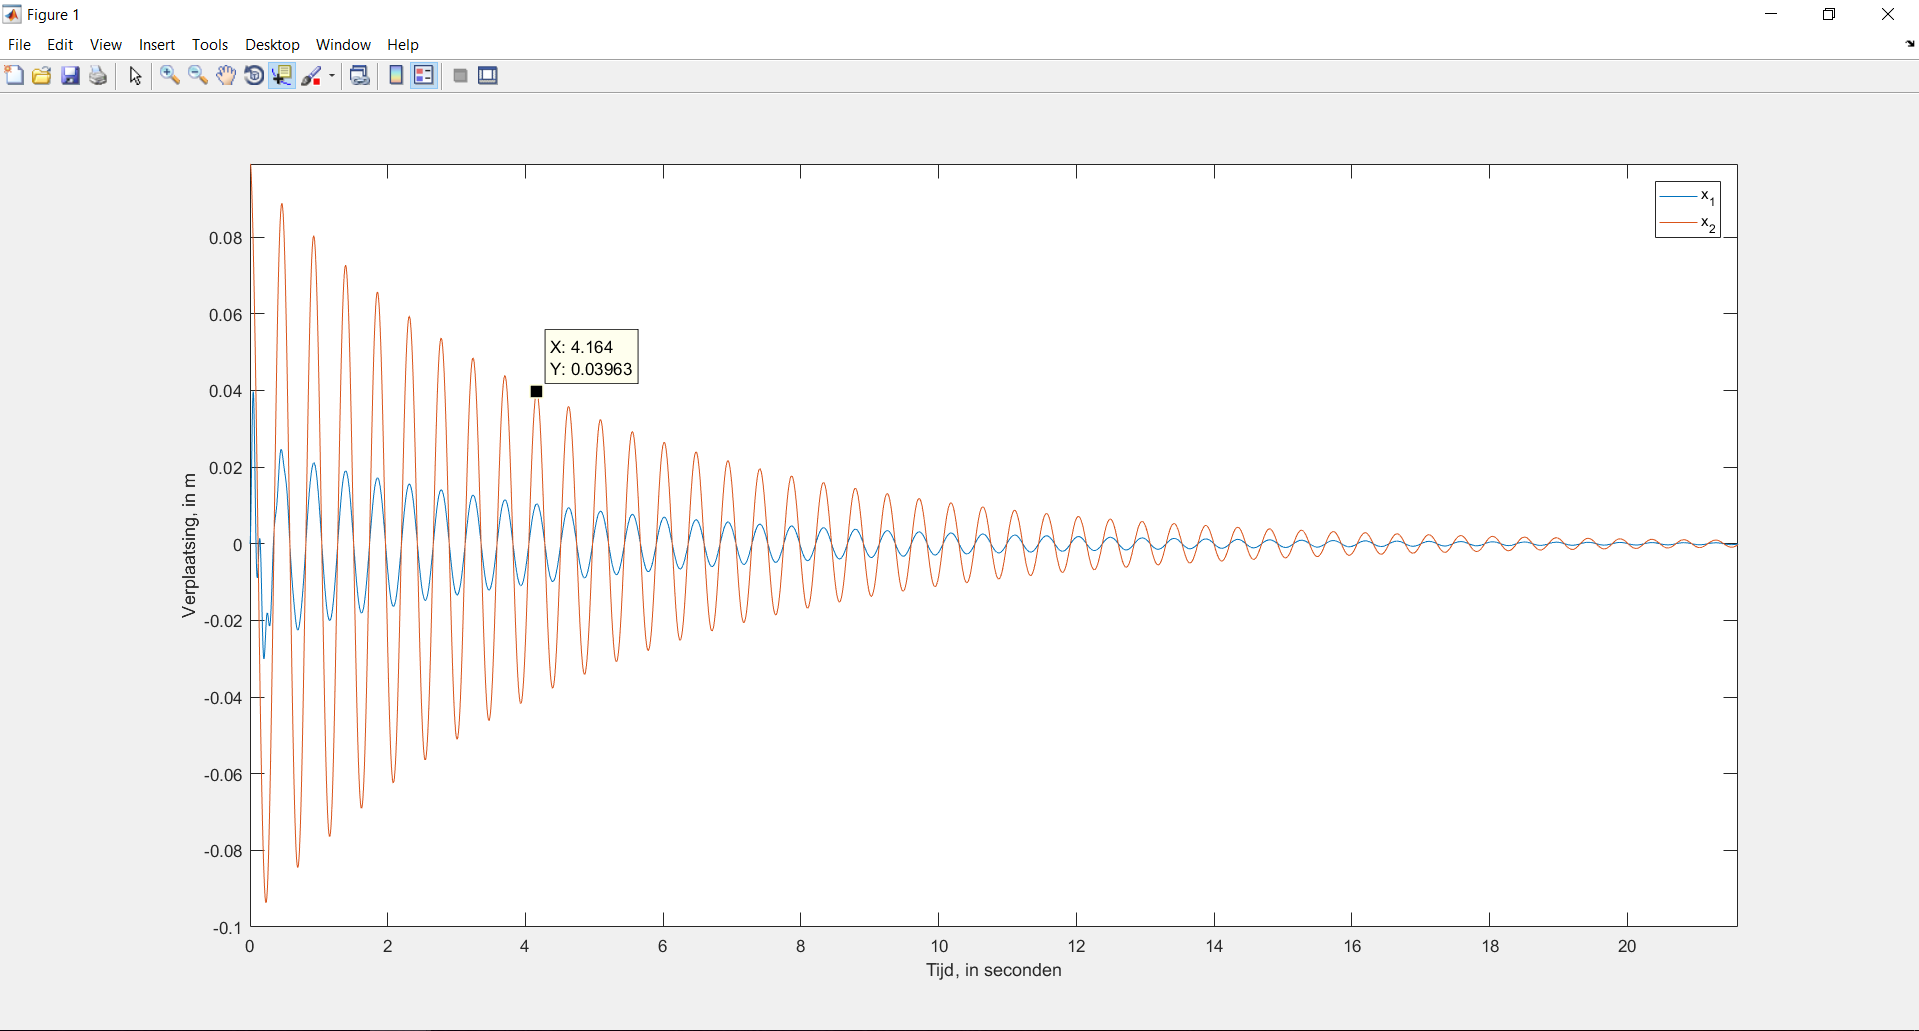 Figure 1
File Edit View Insert Tools Desktop Window Help
x1
x2
X: 4.164
Y: 0.03963
0.08
0.06
0.04
0.02
0
-0.02
-0.04
-0.06
-0.08
-0.1
Verplaatsing, in m
0 2 4 6 8 10 12 14 16 18 20
Tijd, in seconden